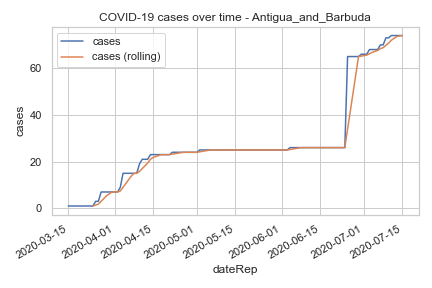 COVID-19 cases over time - Antigua_and_Barbuda
cases
cases (rolling)
cases
60
40
20
0
2020-03-15
2020-04-01
2020-04-15
2020-05-01
2020-05-15
2020-06-01
2020-06-15
2020-07-01
2020-07-15
dateRep